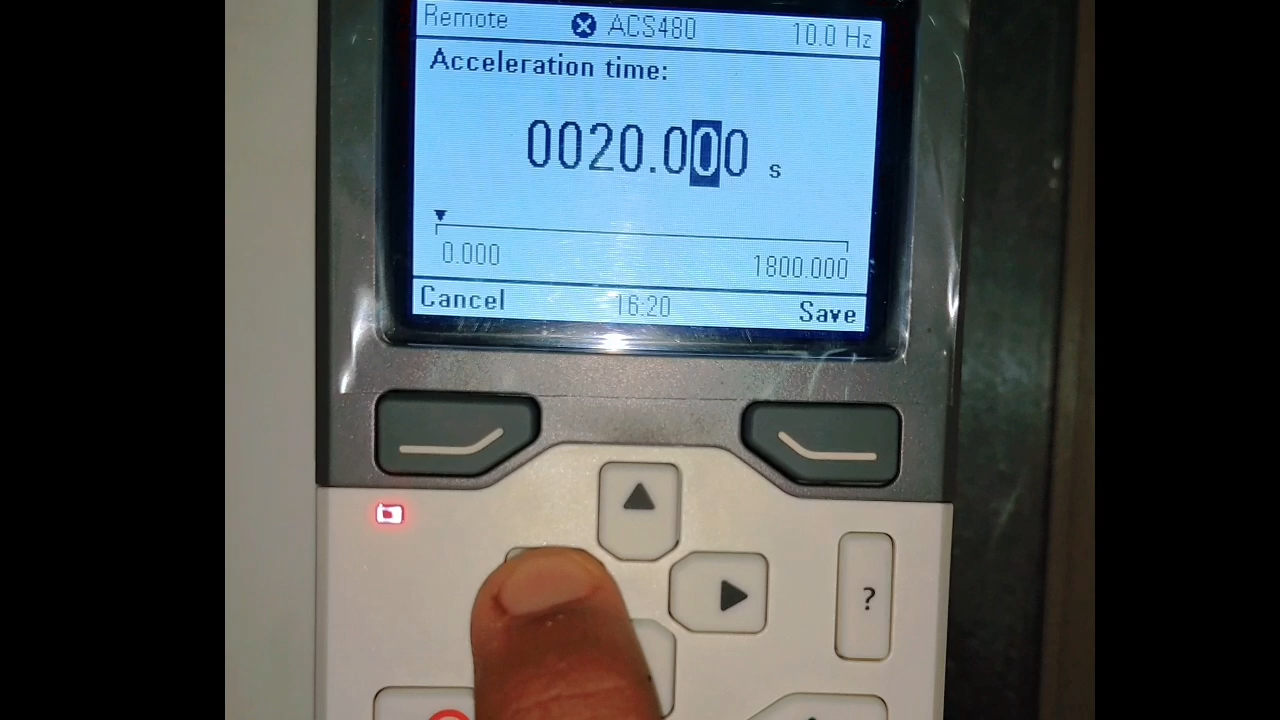 Remote ACS480 10.0 Hz
Acceleration time:
0020.000 s
0.000 1800.000
Cancel 16:20 Save
?